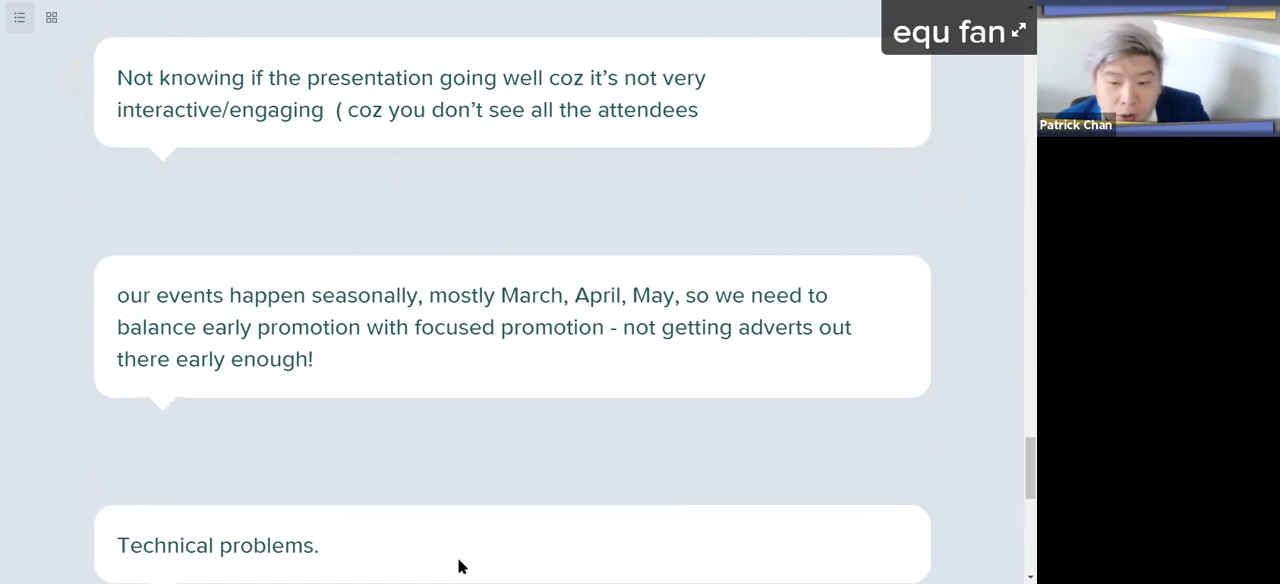 equ fan
Not knowing if the presentation going well coz it’s not very
interactive/engaging  ( coz you don’t see all the attendees
our events happen seasonally, mostly March, April, May, so we need to
balance early promotion with focused promotion - not getting adverts out
there early enough!
Technical problems.
Patrick Chan